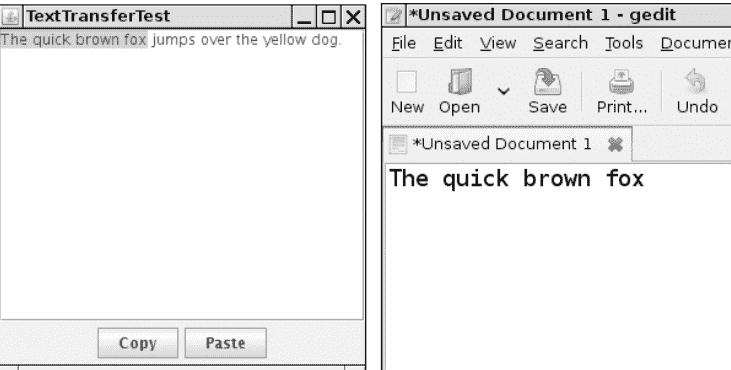 TextTransferTest
The quick brown fox jumps over the yellow dog.
Copy Paste
*Unsaved Document 1 - gedit
File Edit View Search Tools Documen
New Open Save Print... Undo
*Unsaved Document 1
The quick brown fox